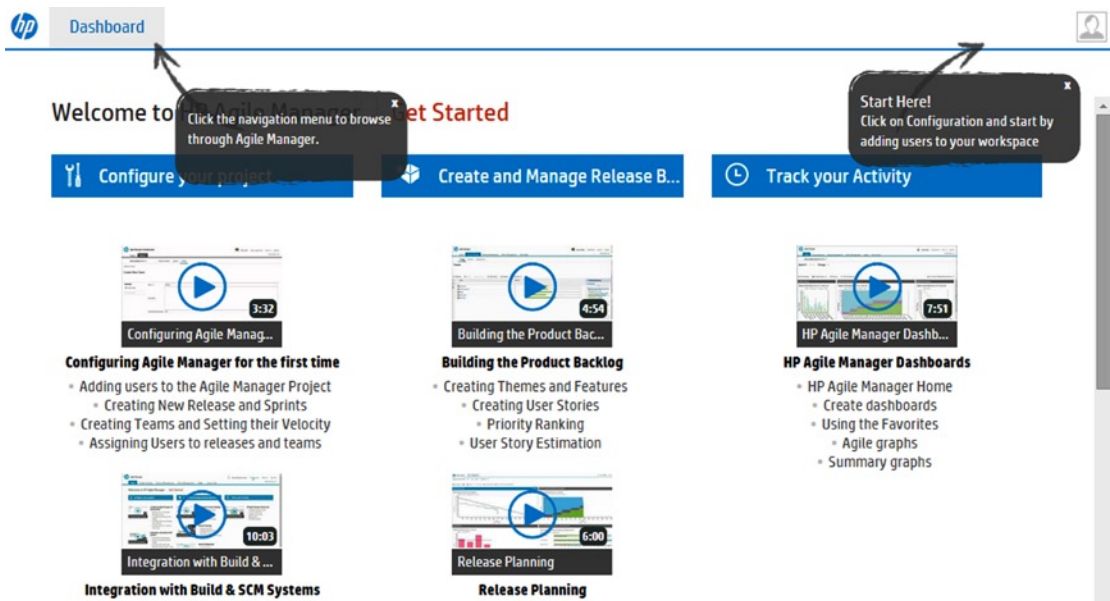 hp Dashboard
Welcome to HP Agile Manager Get Started
x
Click the navigation menu to browse
through Agile Manager.
x
Start Here!
Click on Configuration and start by
adding users to your workspace
Configure your project
Create and Manage Release B...
Track your Activity
3:32
Configuring Agile Manag...
Configuring Agile Manager for the first time
• Adding users to the Agile Manager Project
• Creating New Release and Sprints
• Creating Teams and Setting their Velocity
• Assigning Users to releases and teams
10:03
Integration with Build & ...
Integration with Build & SCM Systems
4:54
Building the Product Bac...
Building the Product Backlog
• Creating Themes and Features
• Creating User Stories
• Priority Ranking
• User Story Estimation
6:00
Release Planning
Release Planning
7:51
HP Agile Manager Dashb...
HP Agile Manager Dashboards
• HP Agile Manager Home
• Create dashboards
• Using the Favorites
• Agile graphs
• Summary graphs